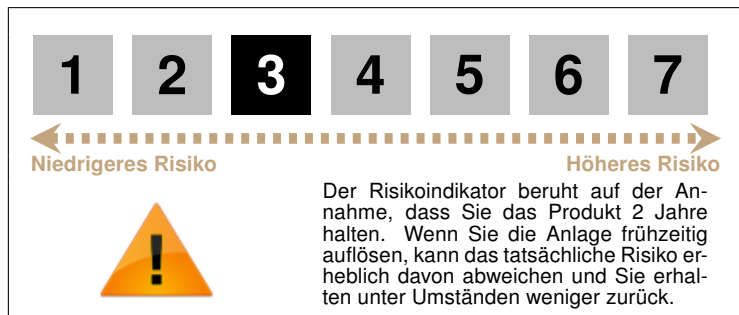 1 2 3 4 5 6 7
Niedrigeres Risiko Höheres Risiko
Der Risikoindikator beruht auf der An-
nahme, dass Sie das Produkt 2 Jahre
halten. Wenn Sie die Anlage frühzeitig
auflösen, kann das tatsächliche Risiko er-
heblich davon abweichen und Sie erhal-
ten unter Umständen weniger zurück.